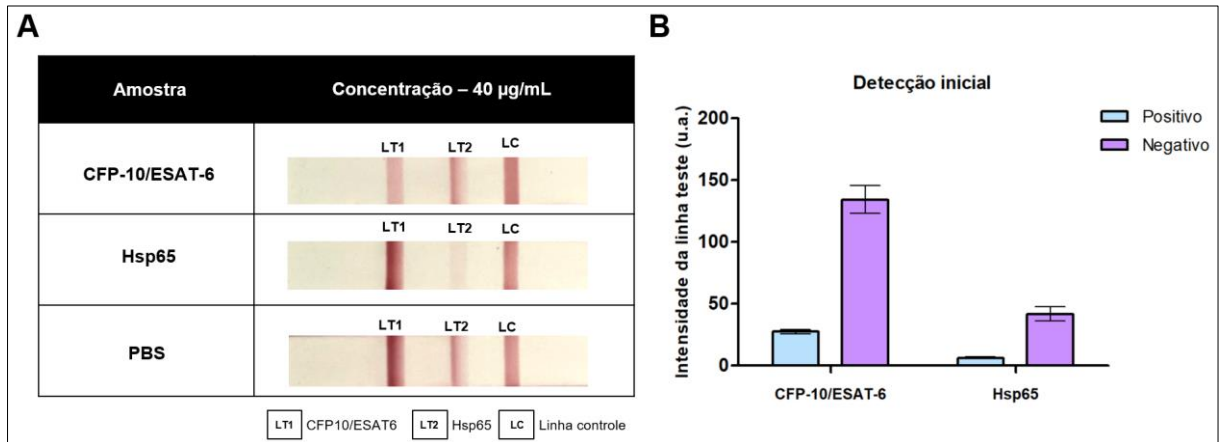 A
Amostra Concentração – 40 µg/mL
CFP-10/ESAT-6
LT1 LT2 LC
Hsp65
LT1 LT2 LC
PBS
LT1 LT2 LC
LT1 CFP10/ESAT6 LT2 Hsp65 LC Linha controle
B
Detecção inicial
Positivo
Negativo
Intensidade da linha teste (u.a.)
200
150
100
50
0
CFP-10/ESAT-6 Hsp65